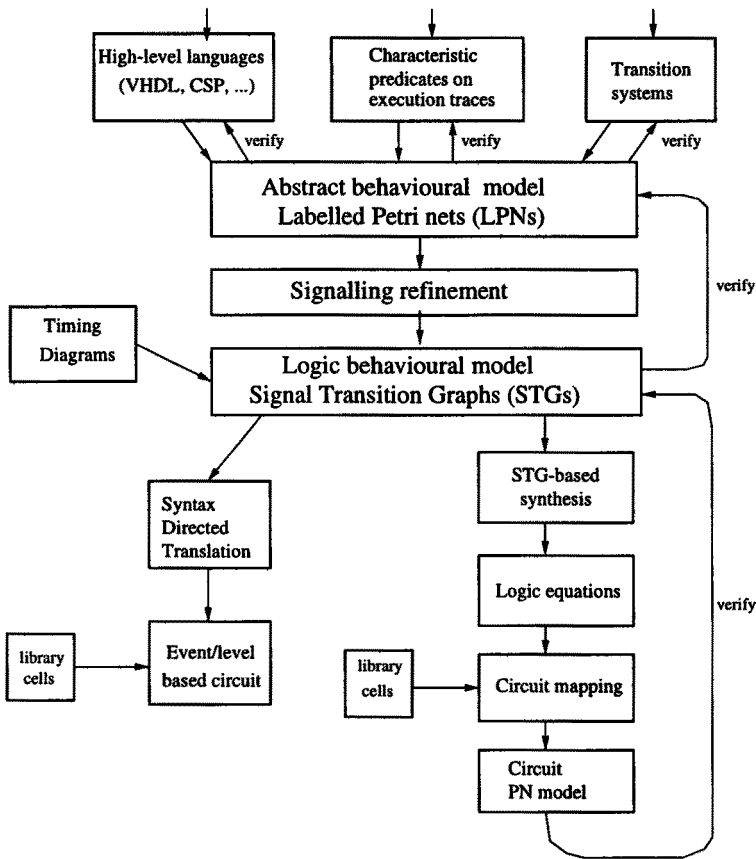 High-level languages
(VHDL, CSP, ...)
Characteristic
predicates on
execution traces
Transition
systems
verify
verify
verify
Abstract behavioural model
Labelled Petri nets (LPNs)
Signalling refinement
verify
Timing
Diagrams
Logic behavioural model
Signal Transition Graphs (STGs)
STG-based
synthesis
Syntax
Directed
Translation
Logic equations
verify
library
cells
Event/level
based circuit
library
cells
Circuit mapping
Circuit
PN model